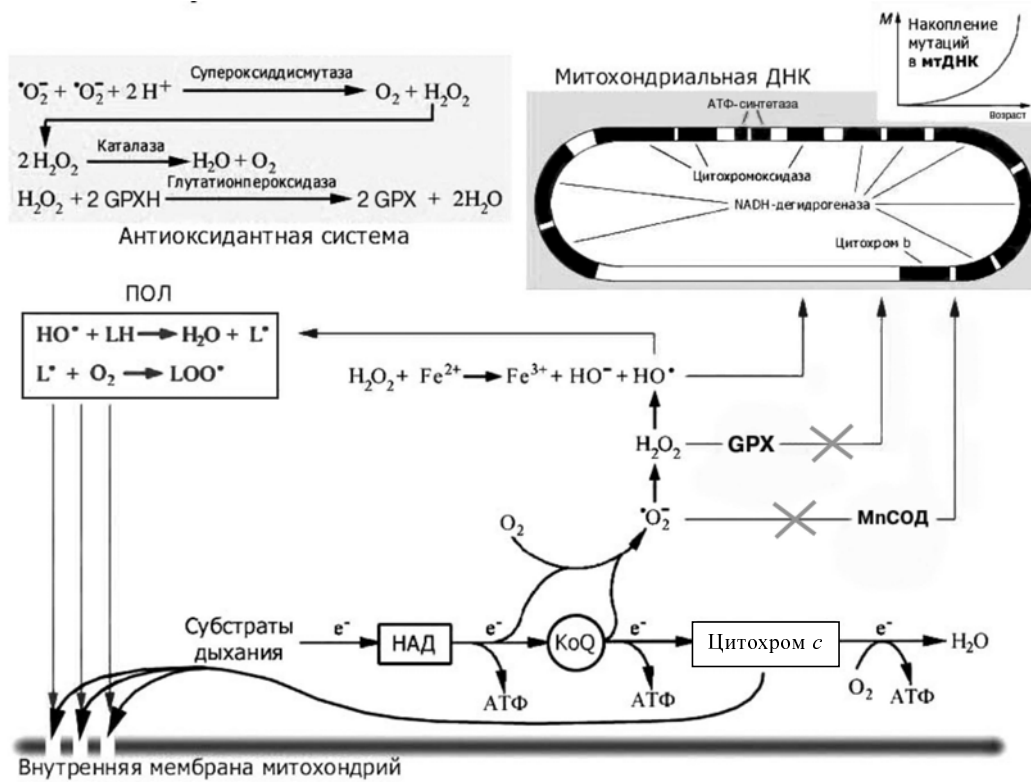 М
Накопление
мутаций
в мтДНК
Возраст
•O₂⁻ + •O₂⁻ + 2 H⁺ Супероксиддисмутаза O₂ + H₂O₂
2 H₂O₂ Каталаза H₂O + O₂
H₂O₂ + 2 GPXH Глутатионпероксидаза 2 GPX + 2H₂O
Антиоксидантная система
Митохондриальная ДНК
АТФ-синтетаза
Цитохромоксидаза
NADH-дегидрогеназа
Цитохром b
ПОЛ
HO• + LH → H₂O + L•
L• + O₂ → LOO•
H₂O₂ + Fe²⁺ → Fe³⁺ + HO⁻ + HO•
H₂O₂ GPX
•O₂⁻ MnСОД
O₂
Субстраты
дыхания
e⁻ НАД e⁻ KoQ e⁻ Цитохром c e⁻ H₂O
АТФ АТФ O₂ АТФ
Внутренняя мембрана митохондрий